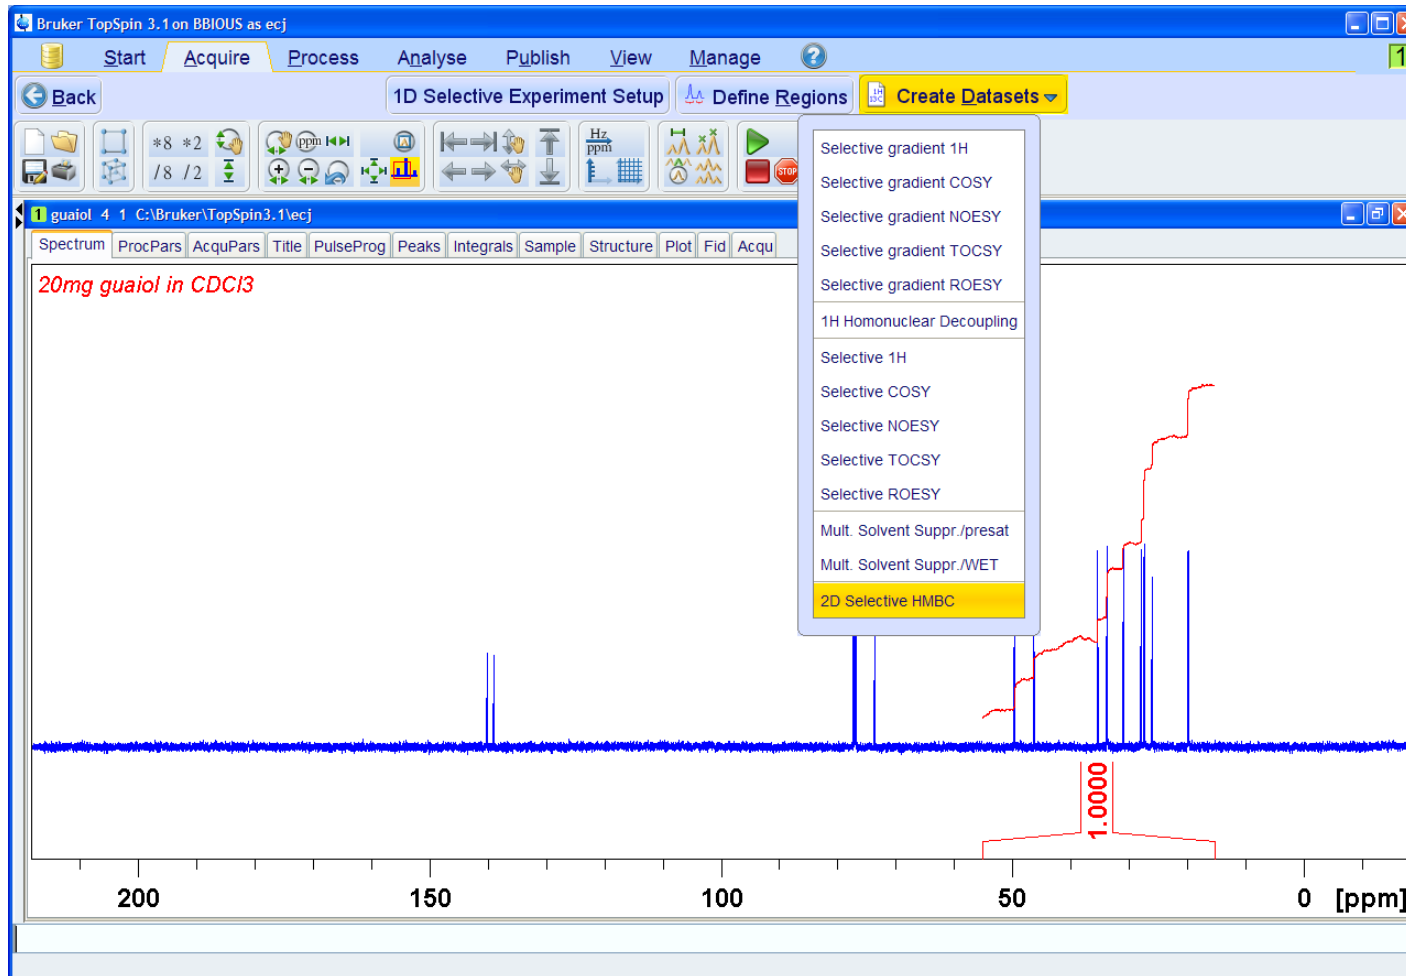 Bruker TopSpin 3.1 on BBIOUS as ecj
Start Acquire Process Analyse Publish View Manage ? 1
Back 1D Selective Experiment Setup Define Regions 1H 13C Create Datasets
*8 *2 ppm Hz ppm
/8 /2 STOP
1 guaiol 4 1 C:\Bruker\TopSpin3.1\ecj
Spectrum ProcPars AcquPars Title PulseProg Peaks Integrals Sample Structure Plot Fid Acqu
20mg guaiol in CDCl3
Selective gradient 1H
Selective gradient COSY
Selective gradient NOESY
Selective gradient TOCSY
Selective gradient ROESY
1H Homonuclear Decoupling
Selective 1H
Selective COSY
Selective NOESY
Selective TOCSY
Selective ROESY
Mult. Solvent Suppr./presat
Mult. Solvent Suppr./WET
2D Selective HMBC
1.0000
200 150 100 50 0 [ppm]